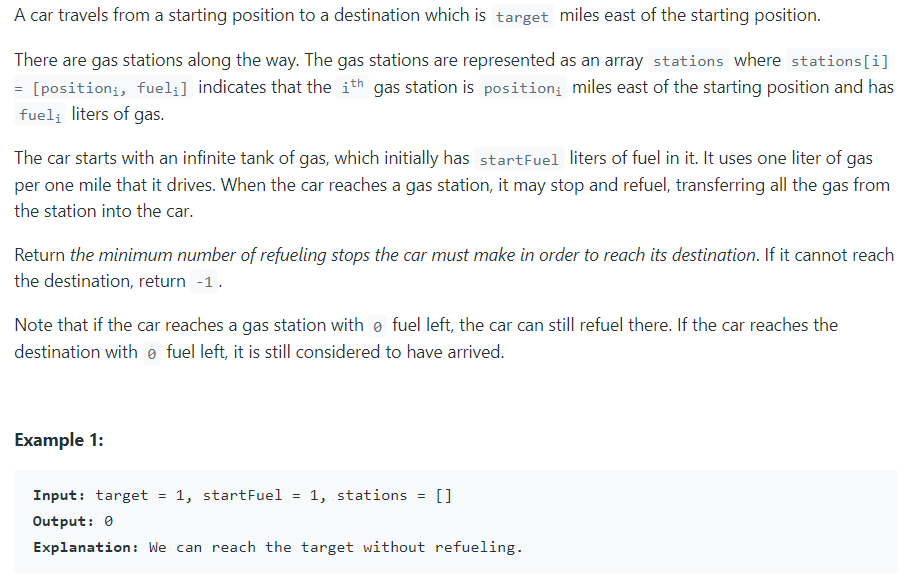 A car travels from a starting position to a destination which is target miles east of the starting position.
There are gas stations along the way. The gas stations are represented as an array stations where stations[i]
= [positionᵢ, fuelᵢ] indicates that the iᵗʰ gas station is positionᵢ miles east of the starting position and has
fuelᵢ liters of gas.
The car starts with an infinite tank of gas, which initially has startFuel liters of fuel in it. It uses one liter of gas
per one mile that it drives. When the car reaches a gas station, it may stop and refuel, transferring all the gas from
the station into the car.
Return the minimum number of refueling stops the car must make in order to reach its destination. If it cannot reach
the destination, return -1 .
Note that if the car reaches a gas station with 0 fuel left, the car can still refuel there. If the car reaches the
destination with 0 fuel left, it is still considered to have arrived.
Example 1:
Input: target = 1, startFuel = 1, stations = []
Output: 0
Explanation: We can reach the target without refueling.